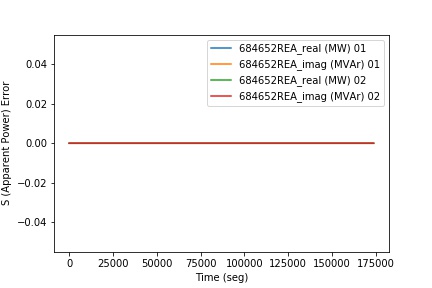 684652REA_real (MW) 01
684652REA_imag (MVAr) 01
684652REA_real (MW) 02
684652REA_imag (MVAr) 02
S (Apparent Power) Error
0.04
0.02
0.00
−0.02
−0.04
0 25000 50000 75000 100000 125000 150000 175000
Time (seg)